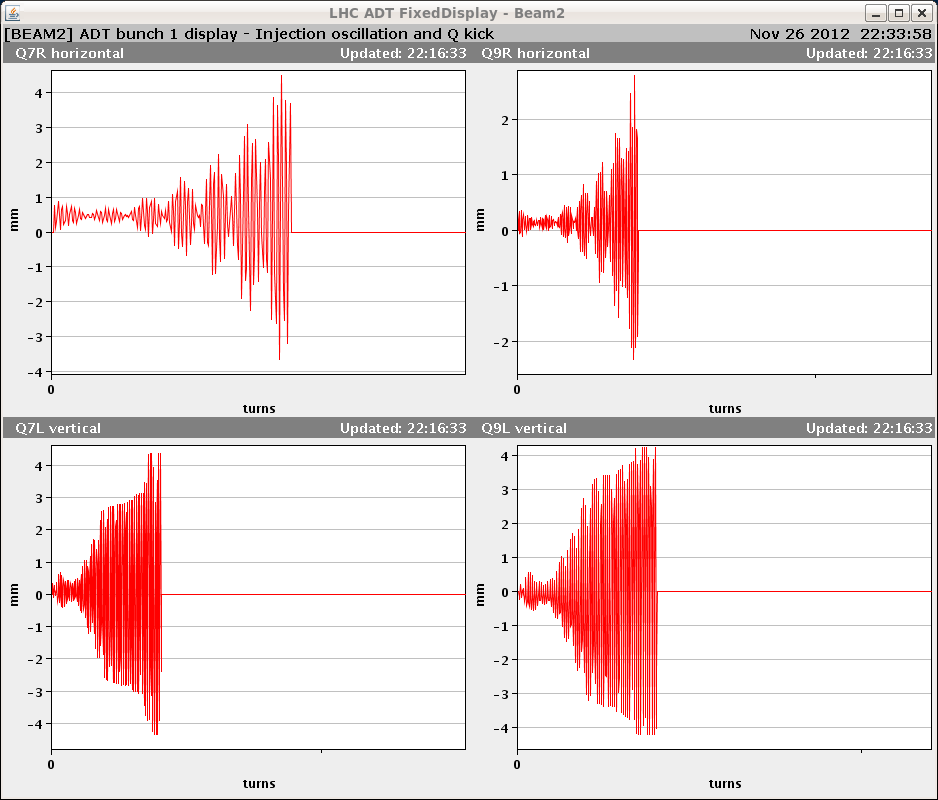 LHC ADT FixedDisplay - Beam2
[BEAM2] ADT bunch 1 display - Injection oscillation and Q kick Nov 26 2012 22:33:58
Q7R horizontal Updated: 22:16:33
4
3
2
1
0
-1
-2
-3
-4
mm
0
turns
Q9R horizontal Updated: 22:16:33
2
1
0
-1
-2
mm
0
turns
Q7L vertical Updated: 22:16:33
4
3
2
1
0
-1
-2
-3
-4
mm
0
turns
Q9L vertical Updated: 22:16:33
4
3
2
1
0
-1
-2
-3
-4
mm
0
turns